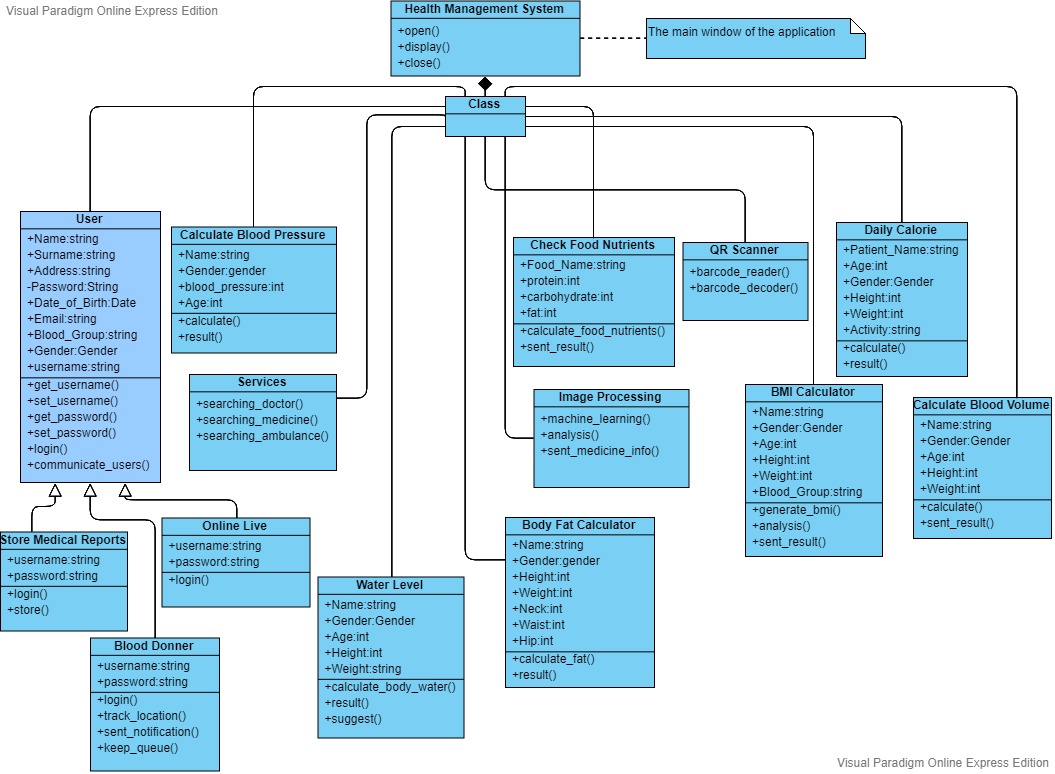 Visual Paradigm Online Express Edition
Health Management System
+open()
+display()
+close()
The main window of the application
Class
User
+Name:string
+Surname:string
+Address:string
-Password:String
+Date_of_Birth:Date
+Email:string
+Blood_Group:string
+Gender:Gender
+username:string
+get_username()
+set_username()
+get_password()
+set_password()
+login()
+communicate_users()
Calculate Blood Pressure
+Name:string
+Gender:gender
+blood_pressure:int
+Age:int
+calculate()
+result()
Check Food Nutrients
+Food_Name:string
+protein:int
+carbohydrate:int
+fat:int
+calculate_food_nutrients()
+sent_result()
QR Scanner
+barcode_reader()
+barcode_decoder()
Daily Calorie
+Patient_Name:string
+Age:int
+Gender:Gender
+Height:int
+Weight:int
+Activity:string
+calculate()
+result()
Services
+searching_doctor()
+searching_medicine()
+searching_ambulance()
Image Processing
+machine_learning()
+analysis()
+sent_medicine_info()
BMI Calculator
+Name:string
+Gender:Gender
+Age:int
+Height:int
+Weight:int
+Blood_Group:string
+generate_bmi()
+analysis()
+sent_result()
Calculate Blood Volume
+Name:string
+Gender:Gender
+Age:int
+Height:int
+Weight:int
+calculate()
+sent_result()
Store Medical Reports
+username:string
+password:string
+login()
+store()
Online Live
+username:string
+password:string
+login()
Body Fat Calculator
+Name:string
+Gender:gender
+Height:int
+Weight:int
+Neck:int
+Waist:int
+Hip:int
+calculate_fat()
+result()
Water Level
+Name:string
+Gender:Gender
+Age:int
+Height:int
+Weight:string
+calculate_body_water()
+result()
+suggest()
Blood Donner
+username:string
+password:string
+login()
+track_location()
+sent_notification()
+keep_queue()
Visual Paradigm Online Express Edition